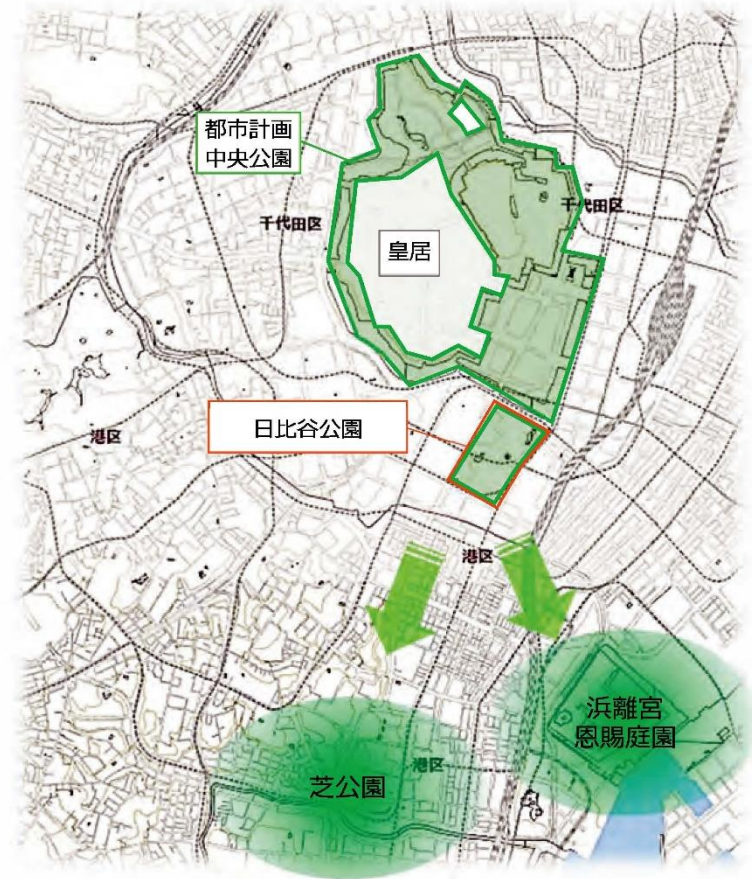 都市計画
中央公園
千代田区
千代田区
皇居
日比谷公園
港区
港区
浜離宮
恩賜庭園
港区
芝公園